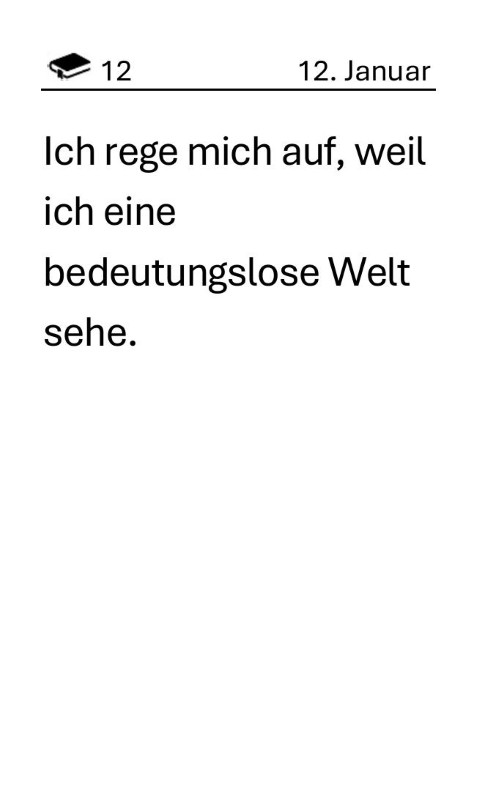 12 12. Januar
Ich rege mich auf, weil
ich eine
bedeutungslose Welt
sehe.